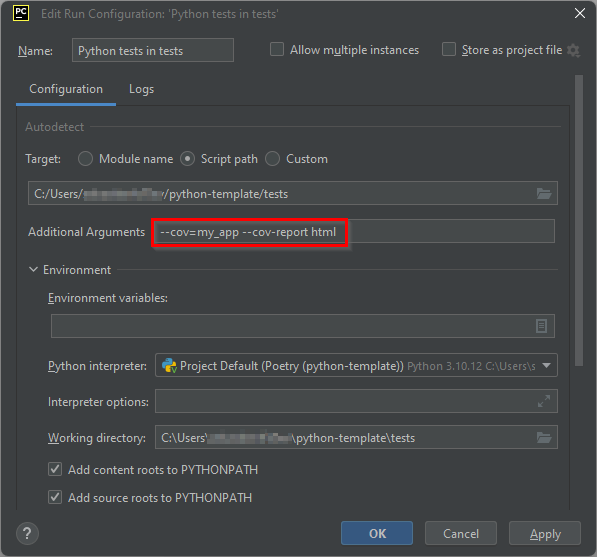 PC Edit Run Configuration: 'Python tests in tests'
Name: Python tests in tests Allow multiple instances Store as project file
Configuration Logs
Autodetect
Target: Module name Script path Custom
C:/Users/ /python-template/tests
Additional Arguments --cov=my_app --cov-report html
Environment
Environment variables:
Python interpreter: Project Default (Poetry (python-template)) Python 3.10.12 C:\Users\s
Interpreter options:
Working directory: C:\Users\ \python-template\tests
Add content roots to PYTHONPATH
Add source roots to PYTHONPATH
? OK Cancel Apply